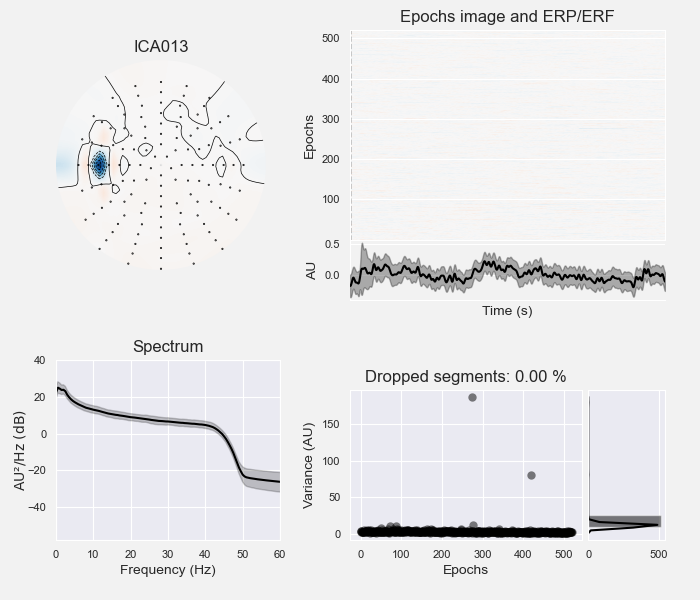 Epochs image and ERP/ERF
ICA013
500
400
300
200
100
Epochs
0.5
0.0
AU
Time (s)
Spectrum
40
20
0
−20
−40
AU²/Hz (dB)
0 10 20 30 40 50 60
Frequency (Hz)
Dropped segments: 0.00 %
150
100
50
0
Variance (AU)
0 100 200 300 400 500
Epochs
0 500